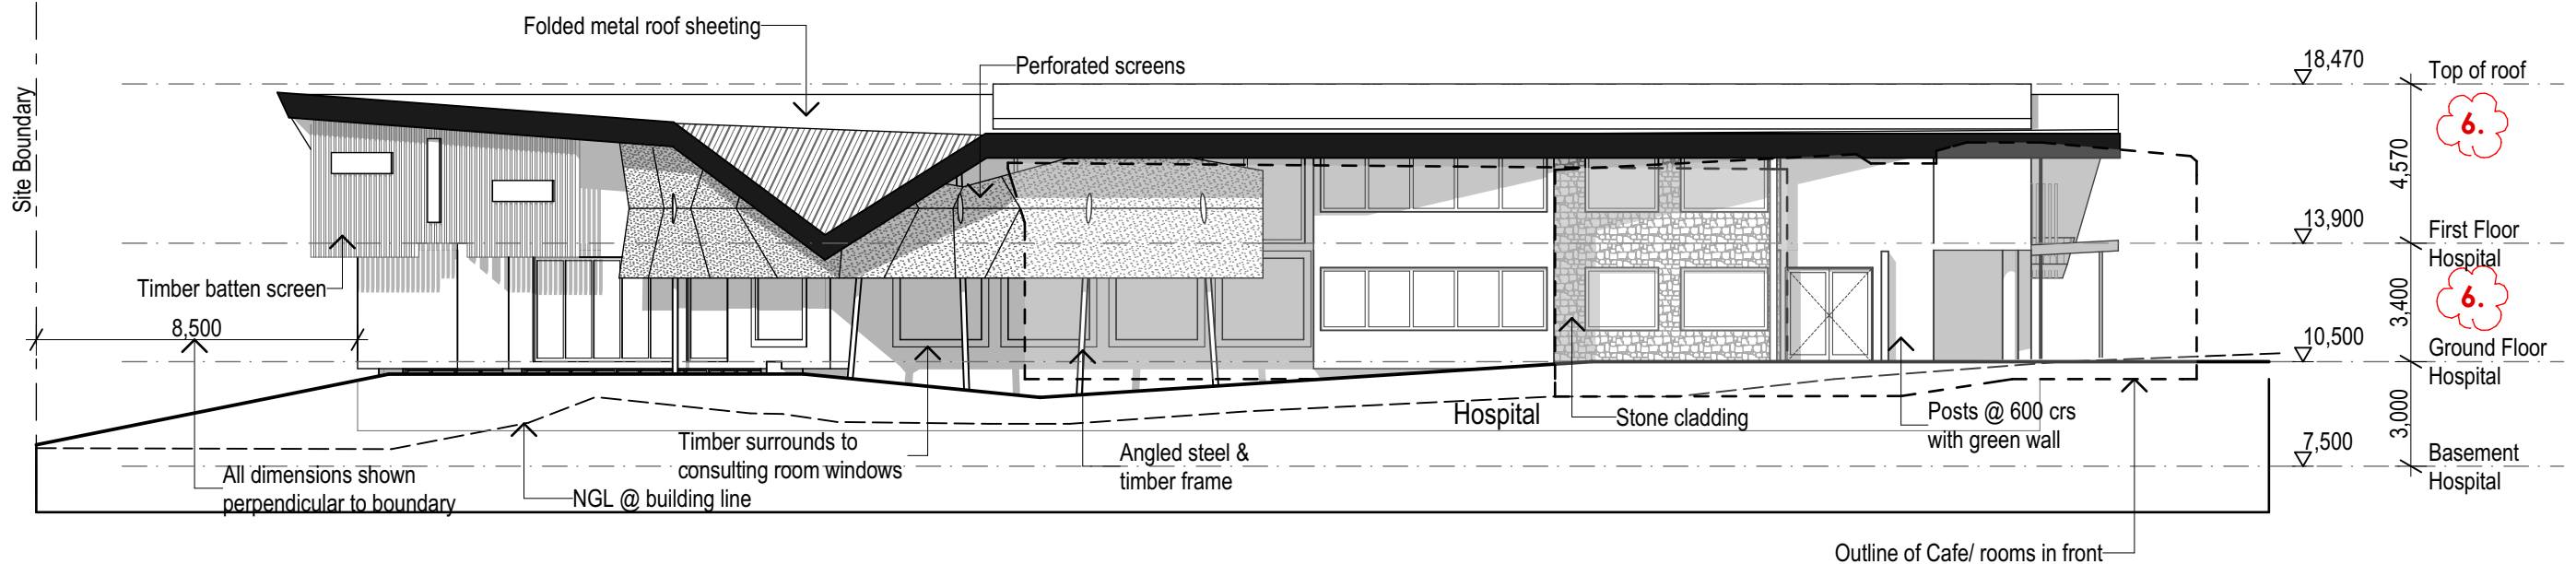 Folded metal roof sheeting
Perforated screens
18,470
Top of roof
6.
Site Boundary
4,570
13,900
First Floor
Hospital
Timber batten screen
6.
8,500
3,400
10,500
Ground Floor
Hospital
Hospital
Stone cladding
Posts @ 600 crs
with green wall
3,000
Timber surrounds to
consulting room windows
Angled steel &
timber frame
7,500
Basement
Hospital
All dimensions shown
perpendicular to boundary
NGL @ building line
Outline of Cafe/ rooms in front